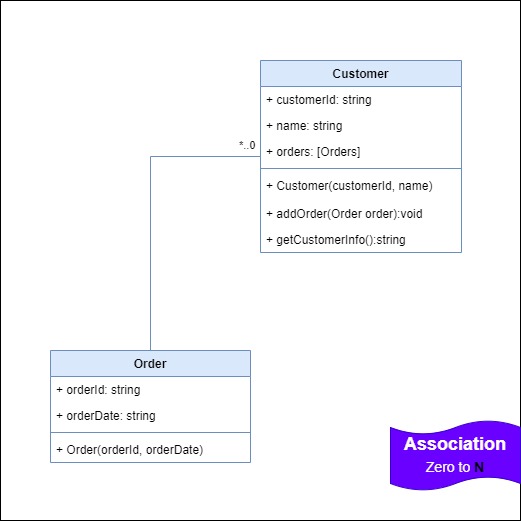 Customer
+ customerId: string
+ name: string
+ orders: [Orders]
+ Customer(customerId, name)
+ addOrder(Order order):void
+ getCustomerInfo():string
*..0
Order
+ orderId: string
+ orderDate: string
+ Order(orderId, orderDate)
Association
Zero to N